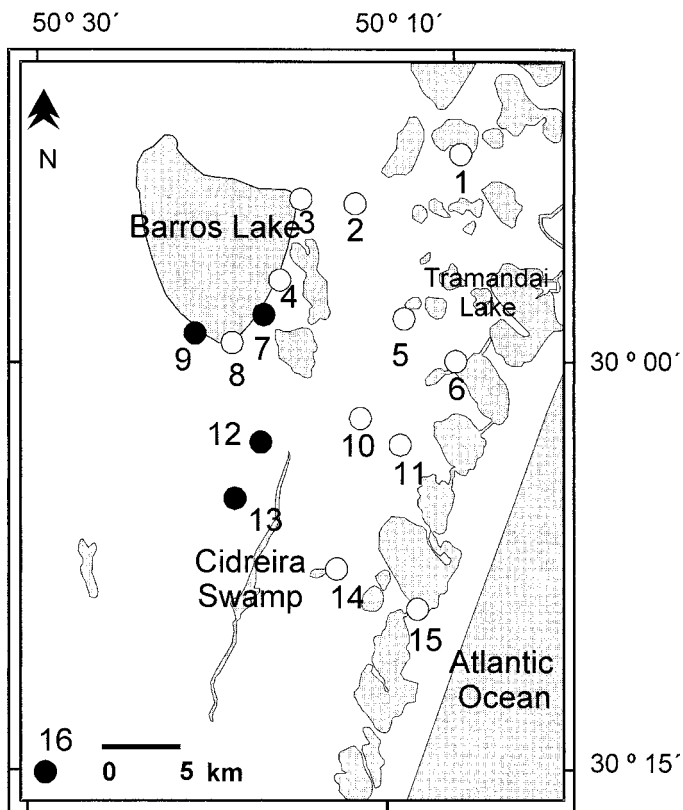 50 º 30´
50 º 10´
N
1
3
2
Barros Lake
4
Tramandai
Lake
7
5
9
8
6
30 º 00´
10
12
11
13
Cidreira
Swamp
14
15
Atlantic
Ocean
16
0 5 km
30 º 15´